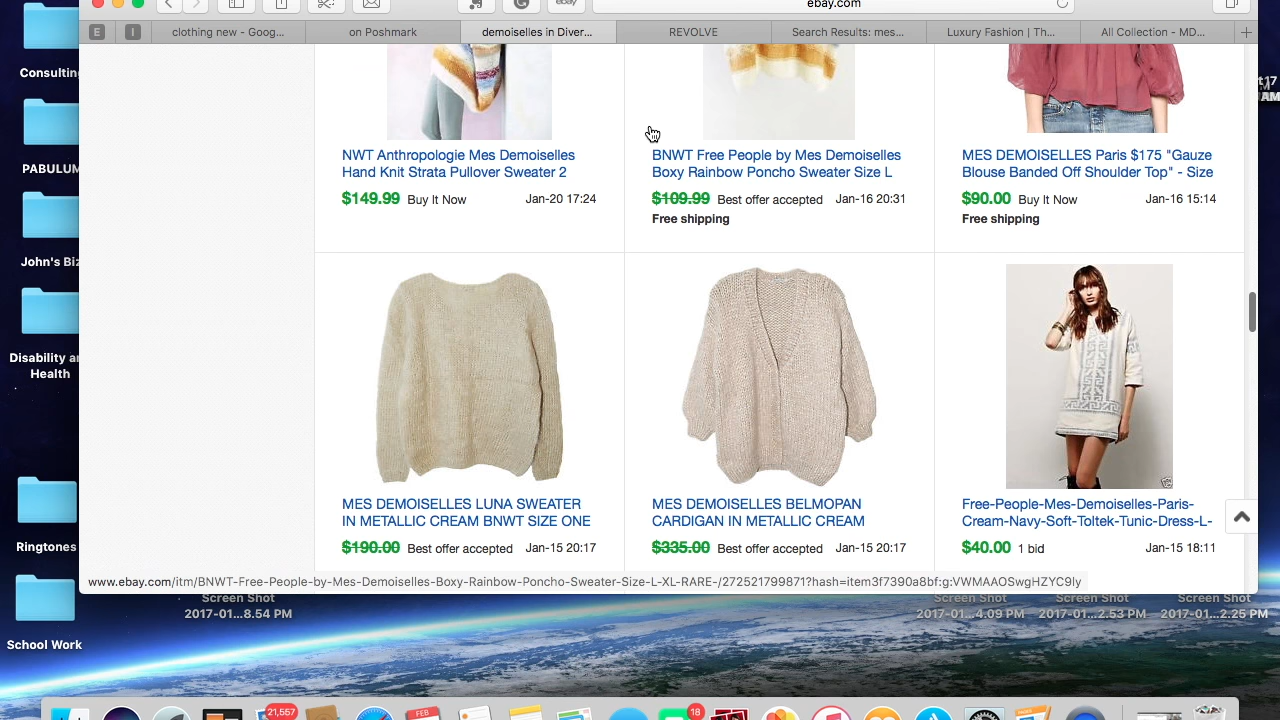 ebay.com
ebay
E
I
clothing new - Goog...
on Poshmark
demoiselles in Diver...
REVOLVE
Search Results: mes...
Luxury Fashion | Th...
All Collection - MD...
Consulting
PABULUM
John's Biz
Disability an
Health
Ringtones
School Work
NWT Anthropologie Mes Demoiselles
Hand Knit Strata Pullover Sweater 2
$149.99 Buy It Now Jan-20 17:24
BNWT Free People by Mes Demoiselles
Boxy Rainbow Poncho Sweater Size L
$109.99 Best offer accepted Jan-16 20:31
Free shipping
MES DEMOISELLES Paris $175 "Gauze
Blouse Banded Off Shoulder Top" - Size
$90.00 Buy It Now Jan-16 15:14
Free shipping
MES DEMOISELLES LUNA SWEATER
IN METALLIC CREAM BNWT SIZE ONE
$190.00 Best offer accepted Jan-15 20:17
MES DEMOISELLES BELMOPAN
CARDIGAN IN METALLIC CREAM
$335.00 Best offer accepted Jan-15 20:17
Free-People-Mes-Demoiselles-Paris-
Cream-Navy-Soft-Toltek-Tunic-Dress-L-
$40.00 1 bid Jan-15 18:11
www.ebay.com/itm/BNWT-Free-People-by-Mes-Demoiselles-Boxy-Rainbow-Poncho-Sweater-Size-L-XL-RARE-/272521799871?hash=item3f7390a8bf:g:VWMAAOSwgHZYC9ly
Screen Shot
2017-01...8.54 PM
Screen Shot
2017-01...4.09 PM
Screen Shot
2017-01...2.53 PM
Screen Shot
2017-01...2.25 PM
21,557
FEB
18